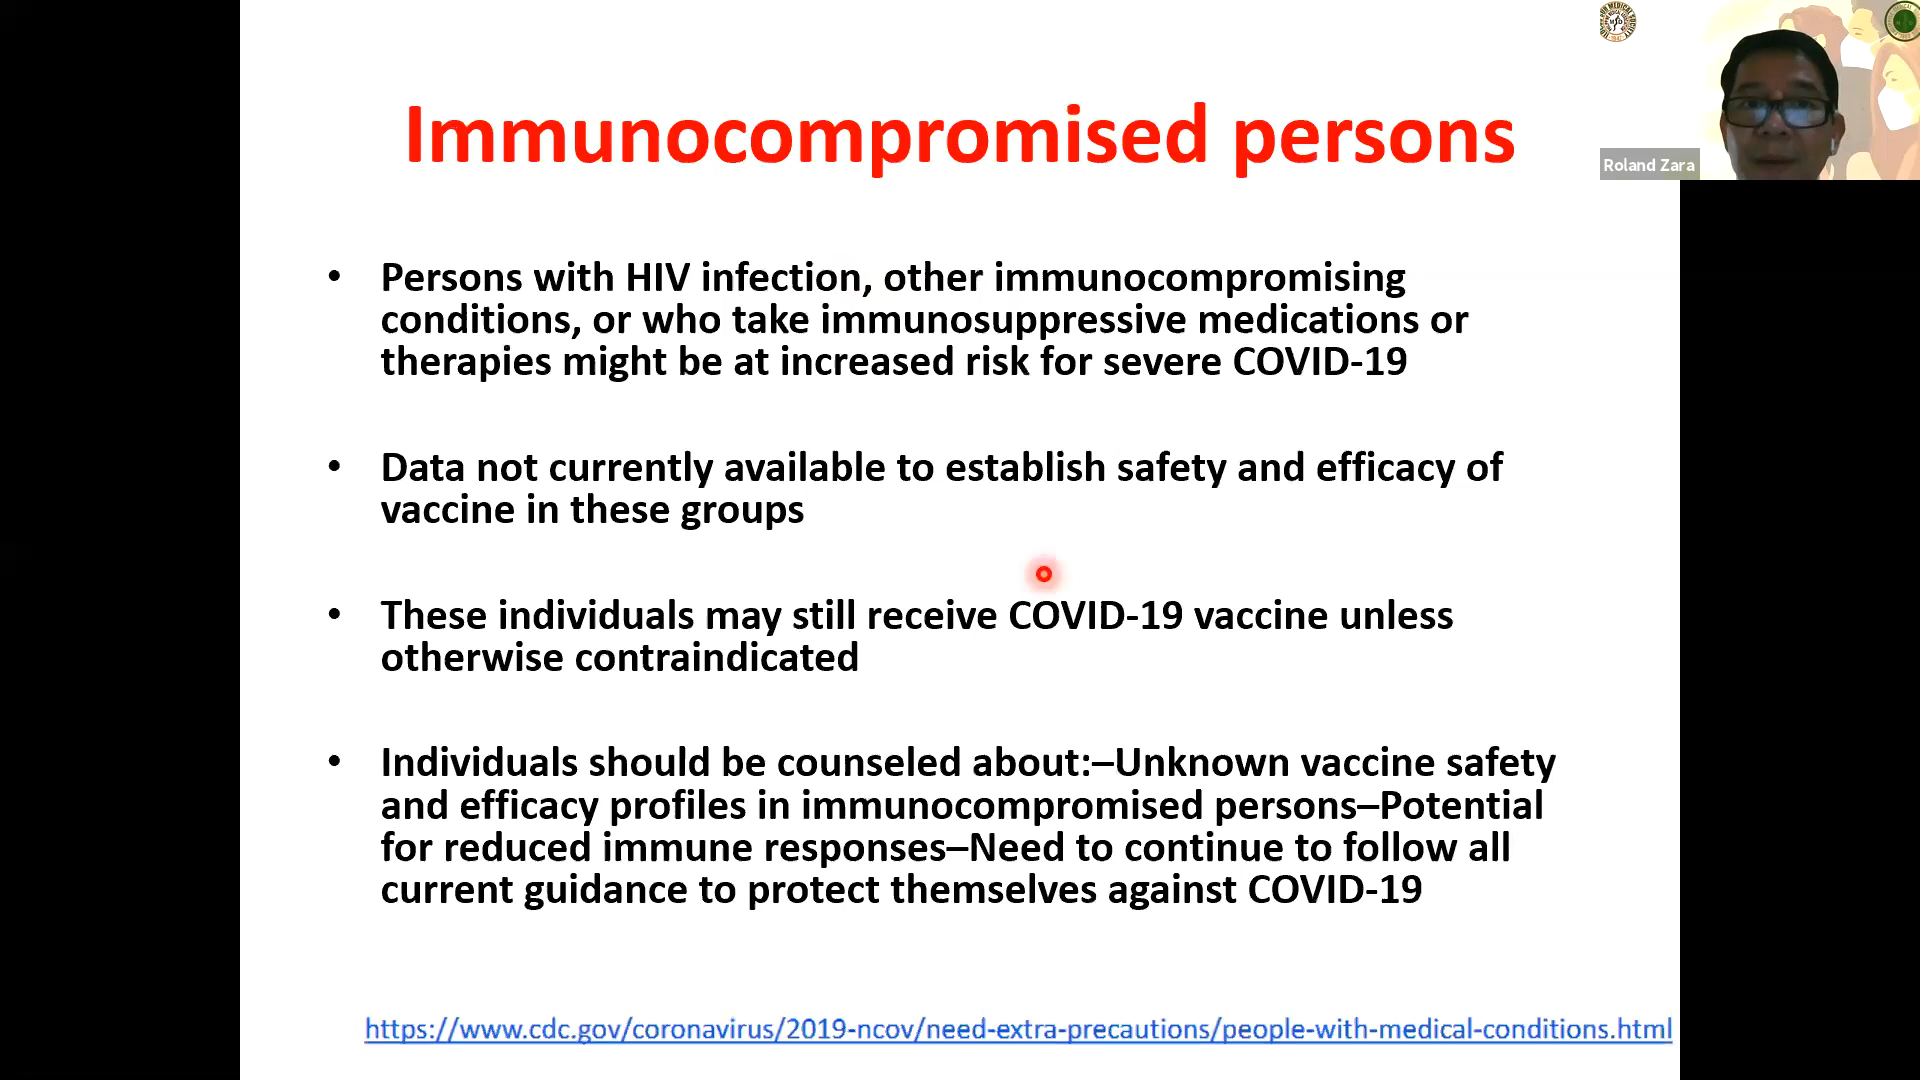 Immunocompromised persons
Roland Zara
• Persons with HIV infection, other immunocompromising
conditions, or who take immunosuppressive medications or
therapies might be at increased risk for severe COVID-19
• Data not currently available to establish safety and efficacy of
vaccine in these groups
• These individuals may still receive COVID-19 vaccine unless
otherwise contraindicated
• Individuals should be counseled about:–Unknown vaccine safety
and efficacy profiles in immunocompromised persons–Potential
for reduced immune responses–Need to continue to follow all
current guidance to protect themselves against COVID-19
https://www.cdc.gov/coronavirus/2019-ncov/need-extra-precautions/people-with-medical-conditions.html